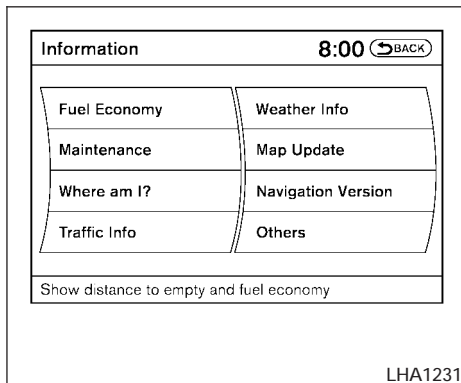 Information 8:00 BACK
Fuel Economy
Maintenance
Where am I?
Traffic Info
Weather Info
Map Update
Navigation Version
Others
Show distance to empty and fuel economy
LHA1231